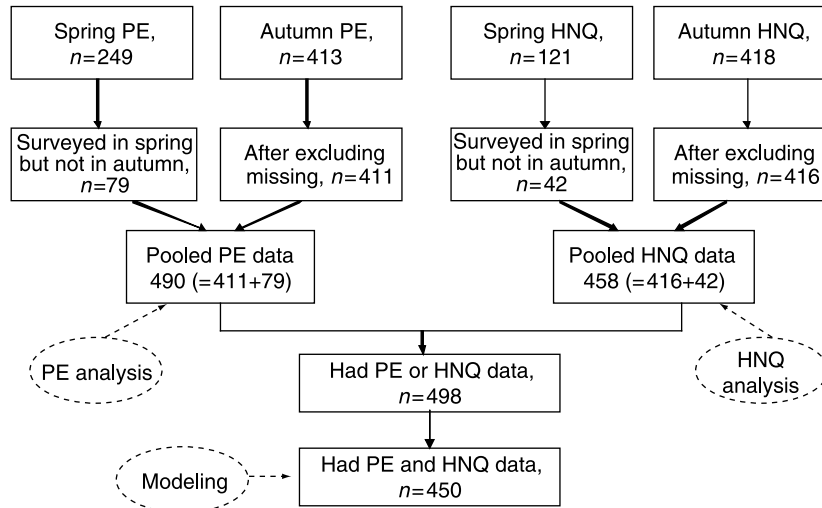 Spring PE,
n=249
Autumn PE,
n=413
Spring HNQ,
n=121
Autumn HNQ,
n=418
Surveyed in spring
but not in autumn,
n=79
After excluding
missing, n=411
Surveyed in spring
but not in autumn,
n=42
After excluding
missing, n=416
Pooled PE data
490 (=411+79)
Pooled HNQ data
458 (=416+42)
PE analysis
HNQ
analysis
Had PE or HNQ data,
n=498
Modeling
Had PE and HNQ data,
n=450